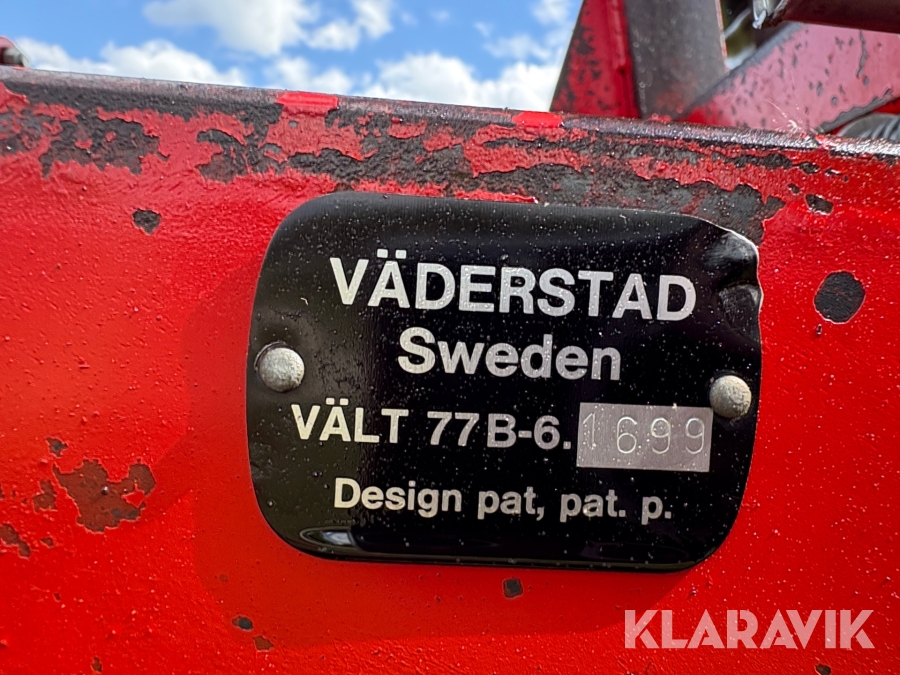 VÄDERSTAD
Sweden
VÄLT 77B-6. 1699
Design pat, pat. p.
KLARAVIK